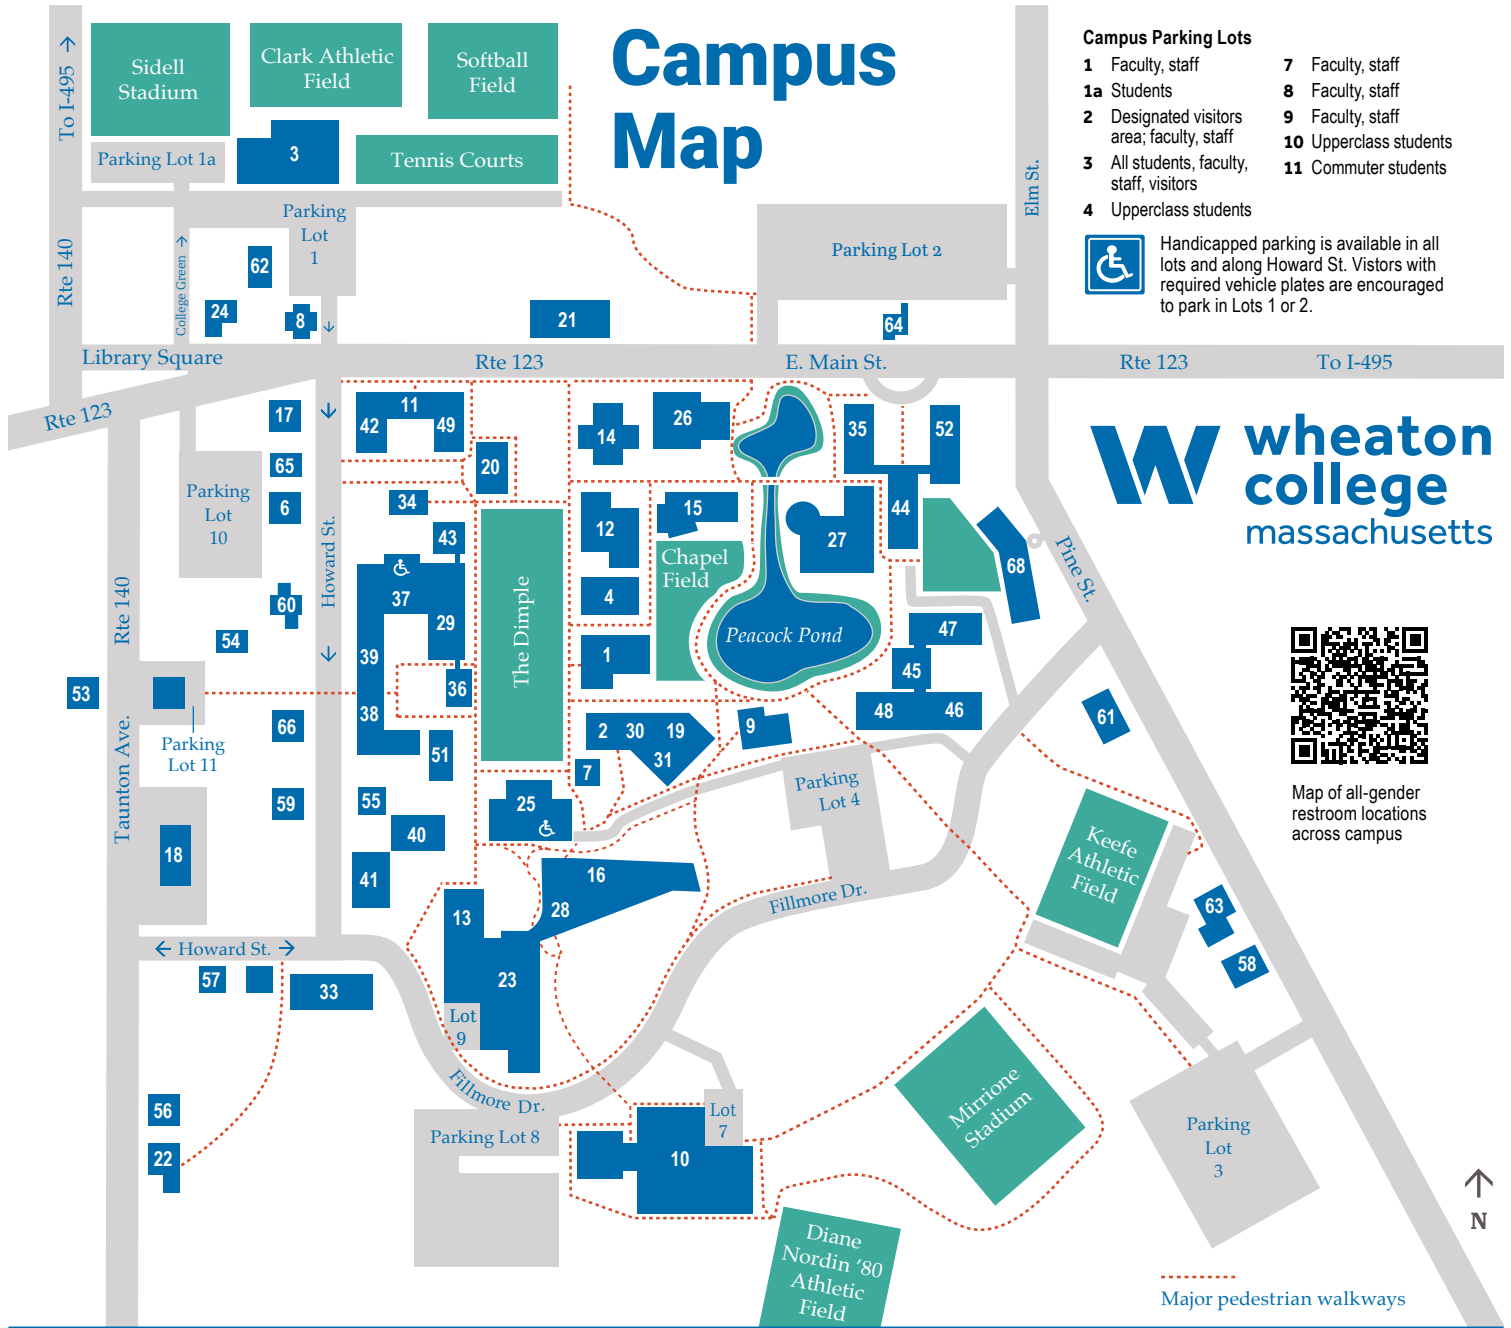 Campus
Map
Campus Parking Lots
1 Faculty, staff
1a Students
2 Designated visitors
area; faculty, staff
3 All students, faculty,
staff, visitors
4 Upperclass students
7 Faculty, staff
8 Faculty, staff
9 Faculty, staff
10 Upperclass students
11 Commuter students
Handicapped parking is available in all
lots and along Howard St. Vistors with
required vehicle plates are encouraged
to park in Lots 1 or 2.
To I-495
Sidell
Stadium
Clark Athletic
Field
Softball
Field
Parking Lot 1a
3
Tennis Courts
Elm St.
Rte 140
College Green
Parking
Lot
1
62
24
8
21
Parking Lot 2
64
Library Square
Rte 123
E. Main St.
Rte 123
To I-495
Rte 123
17
11
42
49
14
26
35
52
wheaton
college
massachusetts
65
20
Parking
Lot
10
6
34
12
15
44
27
43
Chapel
Field
68
Pine St.
Howard St.
37
The Dimple
4
60
29
Rte 140
54
39
Peacock Pond
47
1
45
53
36
38
48
46
66
Parking
Lot 11
2
30
19
31
9
61
51
7
Taunton Ave.
59
55
25
Parking
Lot 4
Map of all-gender
restroom locations
across campus
40
18
41
16
28
Keefe
Athletic
Field
Fillmore Dr.
13
63
Howard St.
58
57
33
23
Lot
9
Fillmore Dr.
56
22
Parking Lot 8
Lot
7
10
Mirrione
Stadium
Parking
Lot
3
N
Diane
Nordin '80
Athletic
Field
Major pedestrian walkways